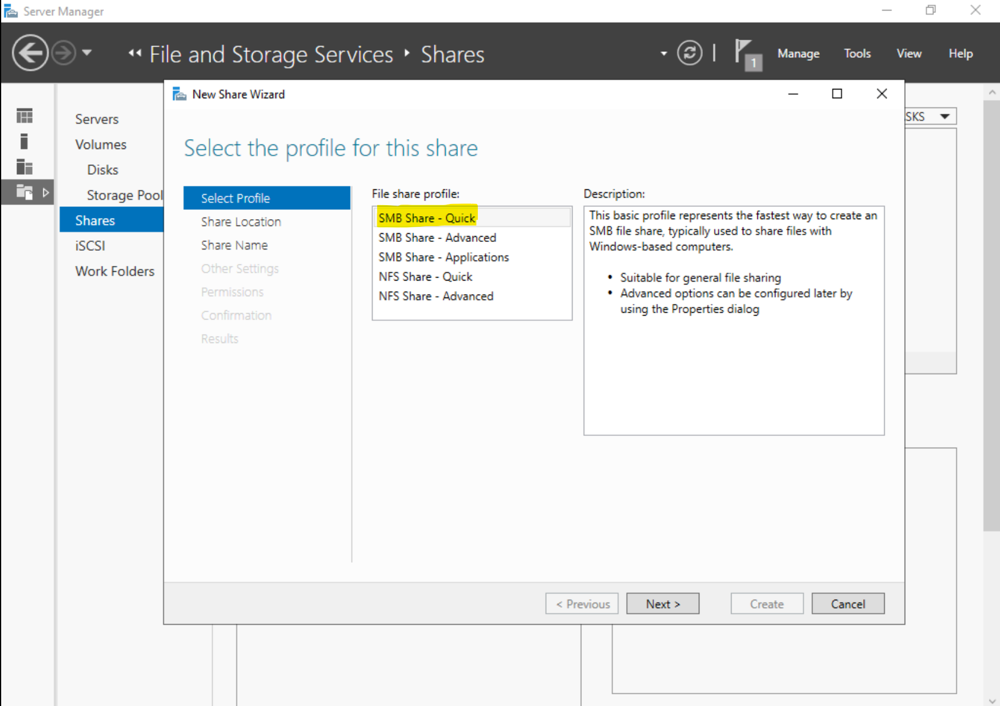 Server Manager
File and Storage Services
Shares
1
Manage
Tools
View
Help
Servers
Volumes
Disks
Storage Pool
Shares
iSCSI
Work Folders
SKS
New Share Wizard
Select the profile for this share
Select Profile
Share Location
Share Name
Other Settings
Permissions
Confirmation
Results
File share profile:
SMB Share - Quick
SMB Share - Advanced
SMB Share - Applications
NFS Share - Quick
NFS Share - Advanced
Description:
This basic profile represents the fastest way to create an
SMB file share, typically used to share files with
Windows-based computers.
• Suitable for general file sharing
• Advanced options can be configured later by
using the Properties dialog
< Previous
Next >
Create
Cancel